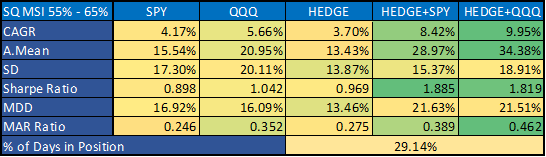 SQ MSI 55% - 65% SPY QQQ HEDGE HEDGE+SPY HEDGE+QQQ
CAGR 4.17% 5.66% 3.70% 8.42% 9.95%
A.Mean 15.54% 20.95% 13.43% 28.97% 34.38%
SD 17.30% 20.11% 13.87% 15.37% 18.91%
Sharpe Ratio 0.898 1.042 0.969 1.885 1.819
MDD 16.92% 16.09% 13.46% 21.63% 21.51%
MAR Ratio 0.246 0.352 0.275 0.389 0.462
% of Days in Position 29.14%